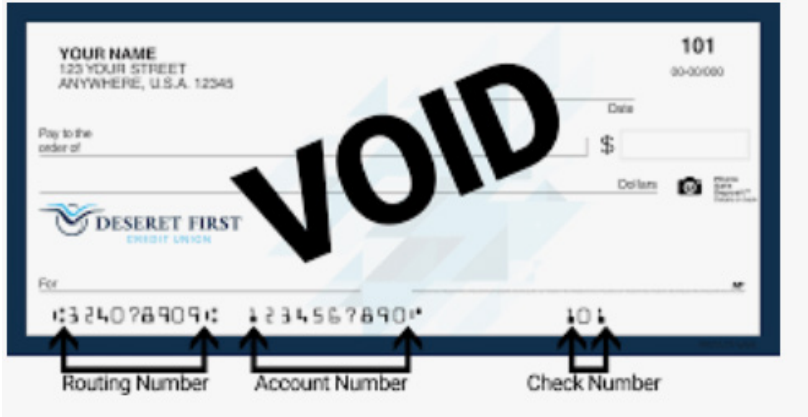 YOUR NAME
123 YOUR STREET
ANYWHERE, U.S.A. 12345
101
00-00/000
Date
Pay to the
order of
$
VOID
Dollars
DESERET FIRST
CREDIT UNION
For
⑆324078909⑆ 1234567890⑈ 101
Routing Number
Account Number
Check Number